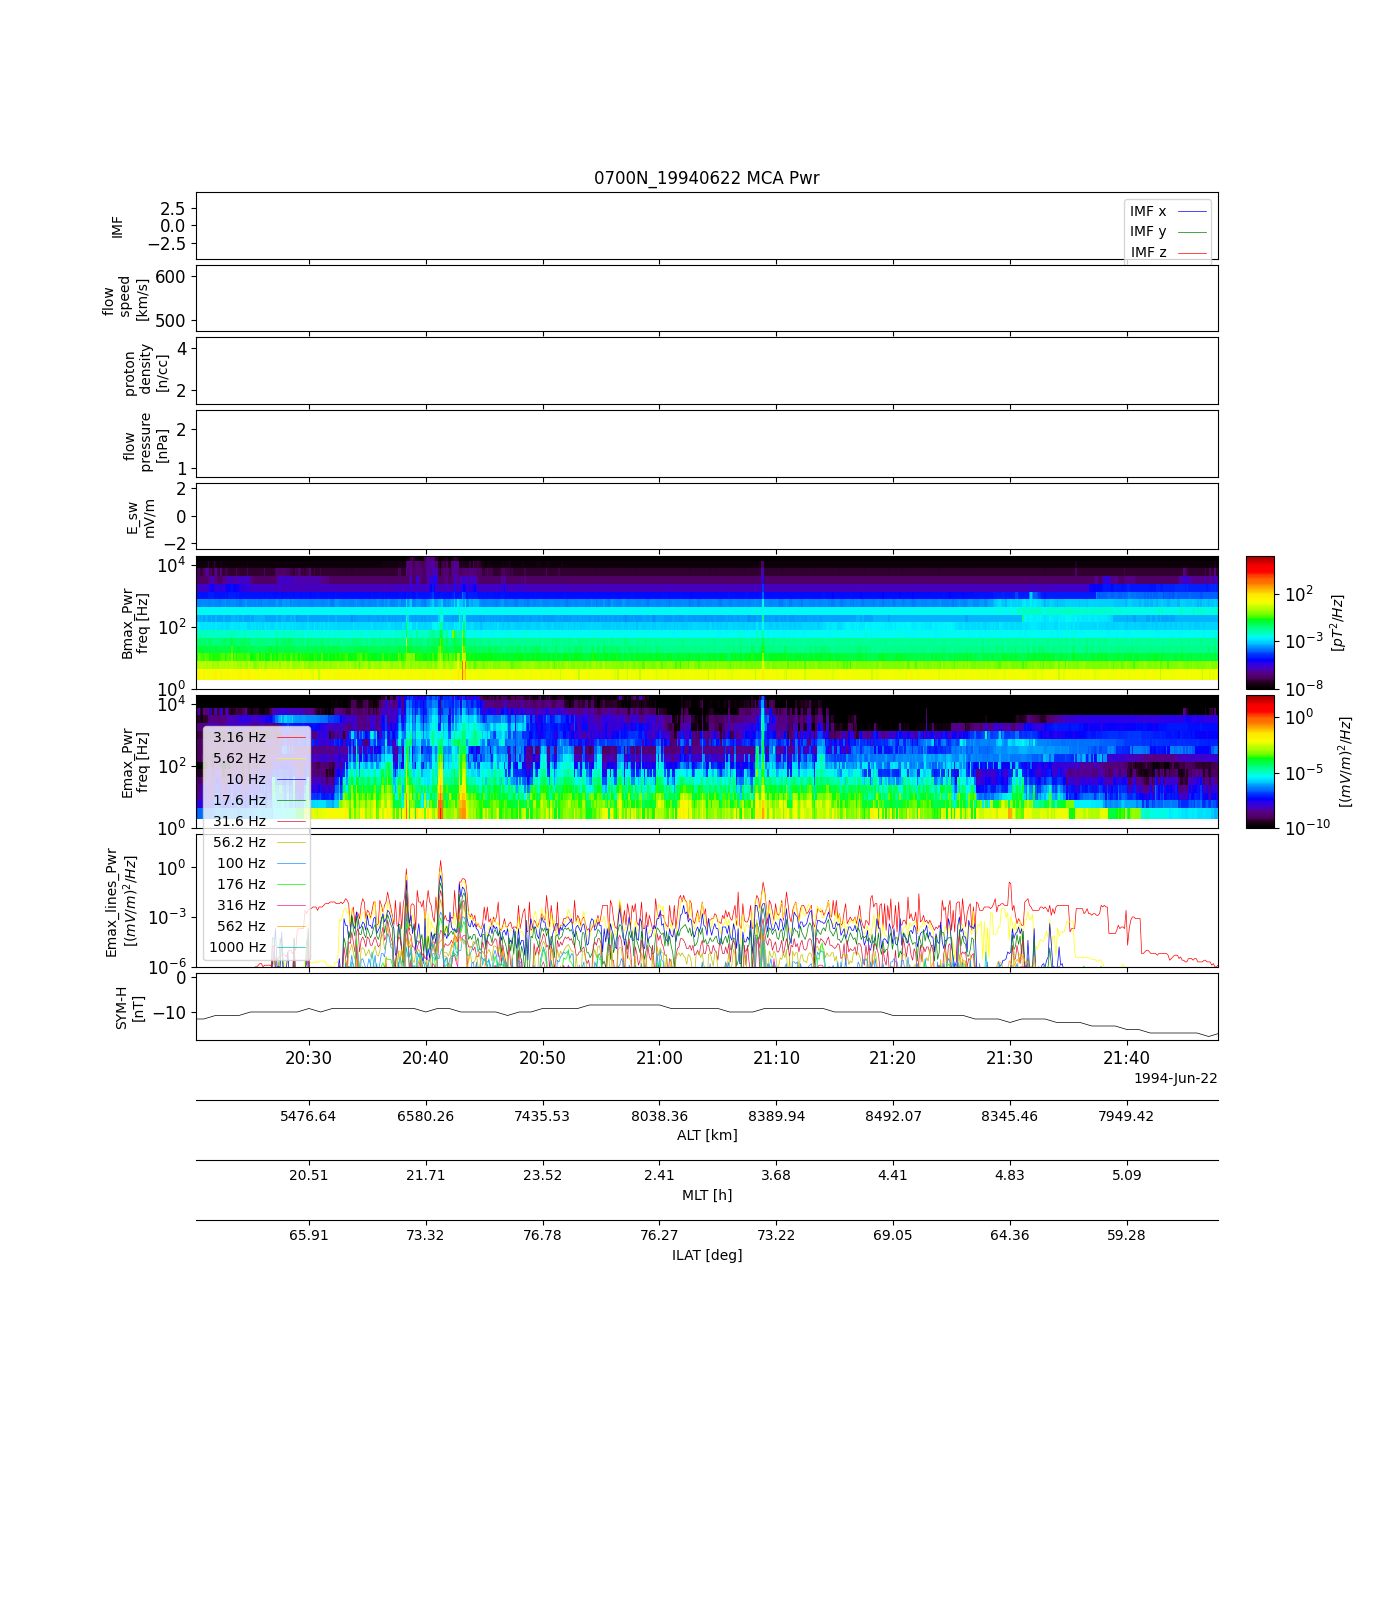 0700N_19940622 MCA Pwr
IMF
2.5
0.0
−2.5
IMF x
IMF y
IMF z
flow
speed
[km/s]
600
500
proton
density
[n/cc]
4
2
flow
pressure
[nPa]
2
1
E_sw
mV/m
2
0
−2
Bmax_Pwr
freq [Hz]
10^4
10^2
10^0
10^2
10^−3
10^−8
[pT^2/Hz]
Emax_Pwr
freq [Hz]
10^4
10^2
10^0
10^0
10^−5
10^−10
[(mV/m)^2/Hz]
3.16 Hz
5.62 Hz
10 Hz
17.6 Hz
31.6 Hz
56.2 Hz
100 Hz
176 Hz
316 Hz
562 Hz
1000 Hz
Emax_lines_Pwr
[(mV/m)^2/Hz]
10^0
10^−3
10^−6
SYM-H
[nT]
0
−10
20:30 20:40 20:50 21:00 21:10 21:20 21:30 21:40
1994-Jun-22
5476.64 6580.26 7435.53 8038.36 8389.94 8492.07 8345.46 7949.42
ALT [km]
20.51 21.71 23.52 2.41 3.68 4.41 4.83 5.09
MLT [h]
65.91 73.32 76.78 76.27 73.22 69.05 64.36 59.28
ILAT [deg]